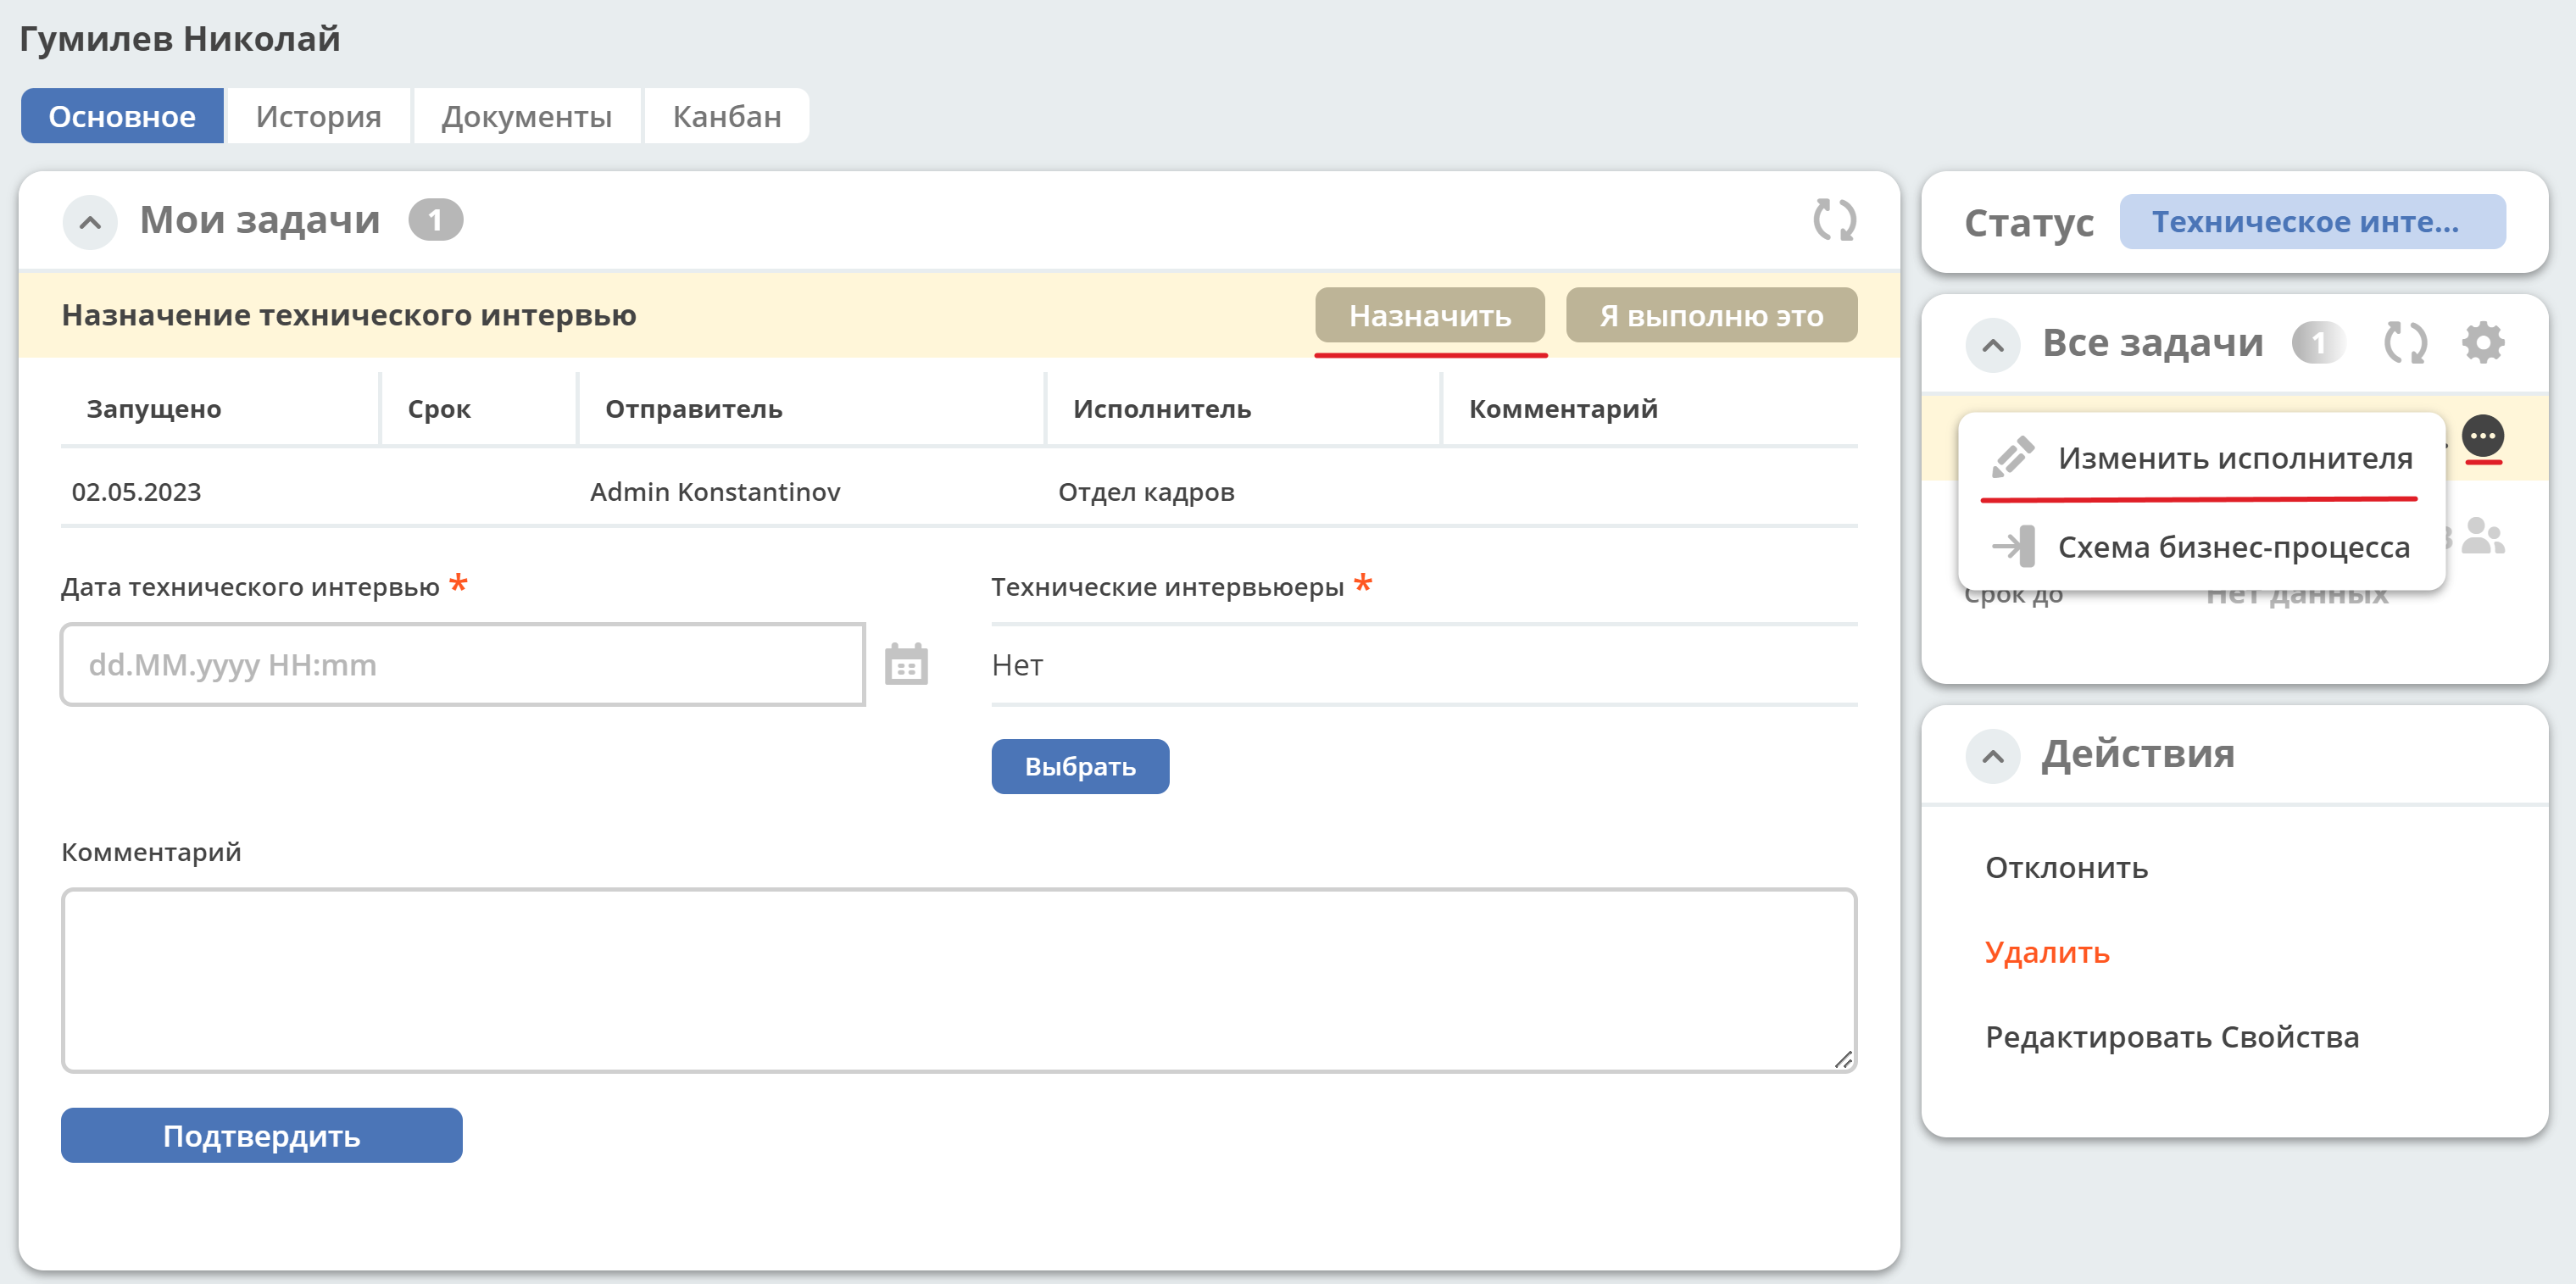 Гумилев Николай
Основное История Документы Канбан
Мои задачи 1
Назначение технического интервью Назначить Я выполню это
Запущено Срок Отправитель Исполнитель Комментарий
02.05.2023 Admin Konstantinov Отдел кадров
Дата технического интервью *
dd.MM.yyyy HH:mm
Технические интервьюеры *
Нет
Выбрать
Комментарий
Подтвердить
Статус Техническое инте...
Все задачи 1
Изменить исполнителя
Схема бизнес-процесса
Срок до Нет данных
Действия
Отклонить
Удалить
Редактировать Свойства